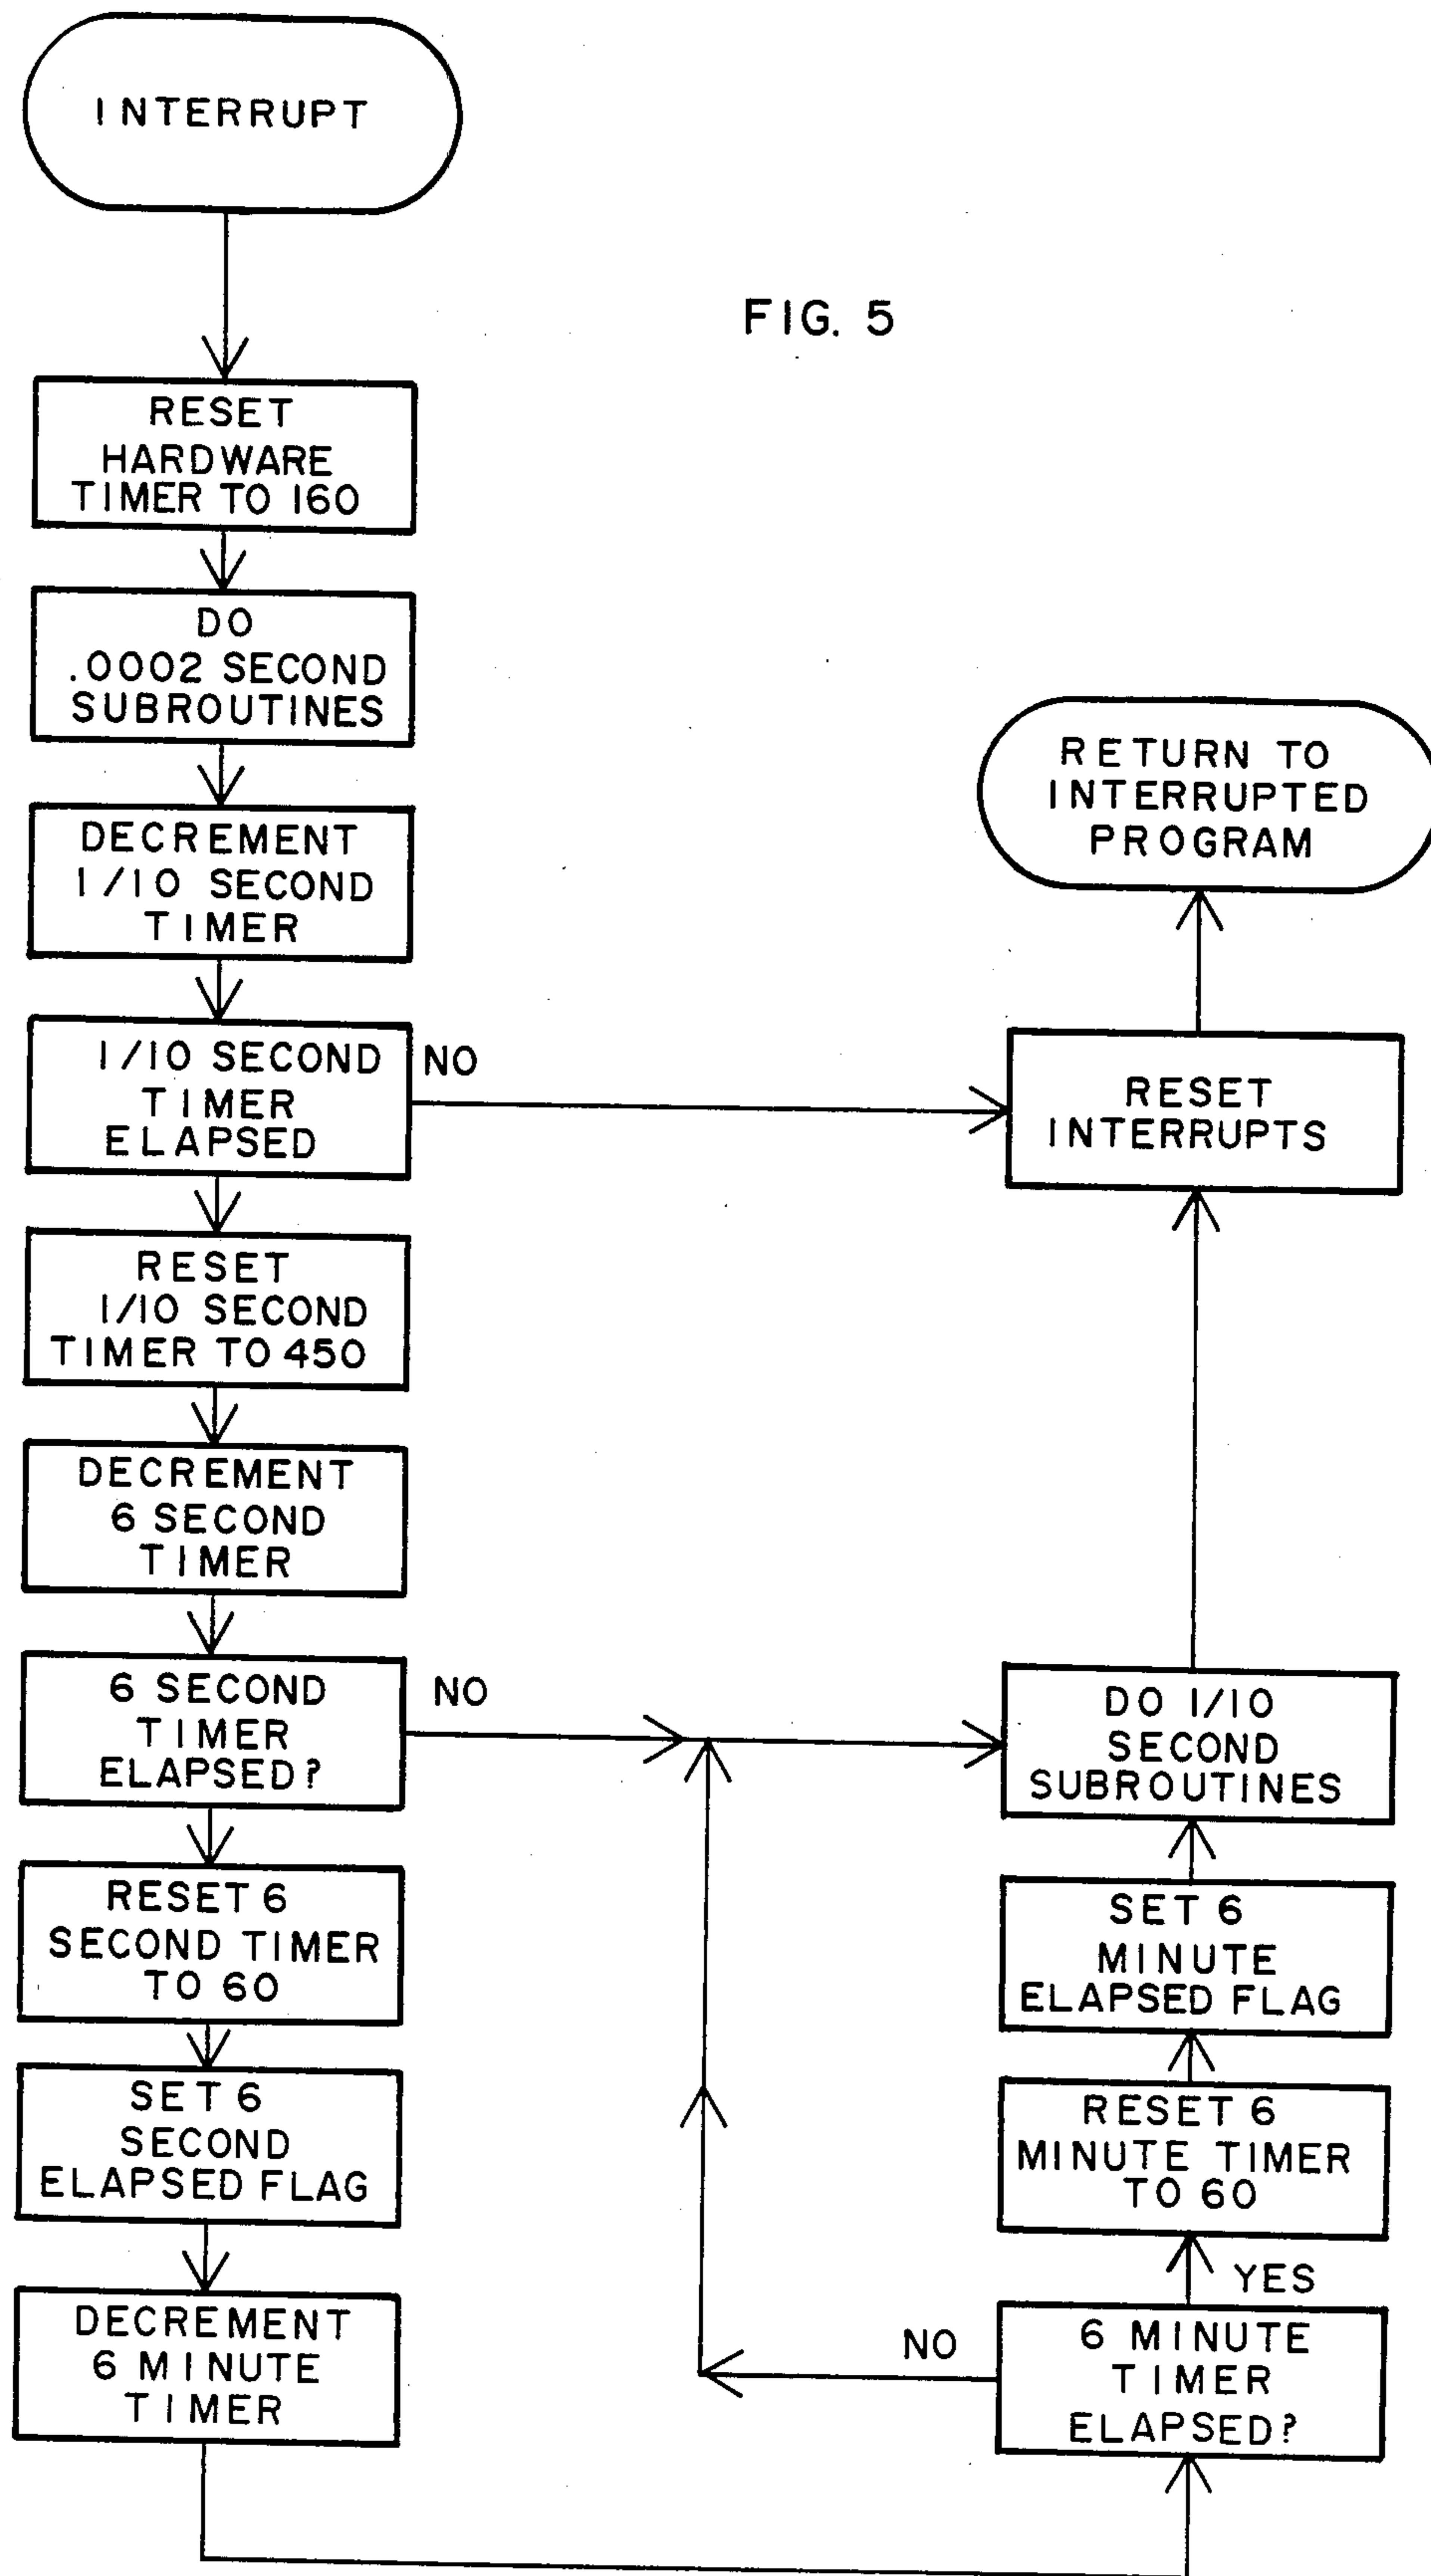 INTERRUPT
FIG. 5
RESET
HARDWARE
TIMER TO 160
DO
.0002 SECOND
SUBROUTINES
DECREMENT
1/10 SECOND
TIMER
1/10 SECOND
TIMER
ELAPSED
NO
RESET
1/10 SECOND
TIMER TO 450
DECREMENT
6 SECOND
TIMER
6 SECOND
TIMER
ELAPSED?
NO
RESET 6
SECOND TIMER
TO 60
SET 6
SECOND
ELAPSED FLAG
DECREMENT
6 MINUTE
TIMER
6 MINUTE
TIMER
ELAPSED?
NO
YES
RESET 6
MINUTE TIMER
TO 60
SET 6
MINUTE
ELAPSED FLAG
DO 1/10
SECOND
SUBROUTINES
RESET
INTERRUPTS
RETURN TO
INTERRUPTED
PROGRAM